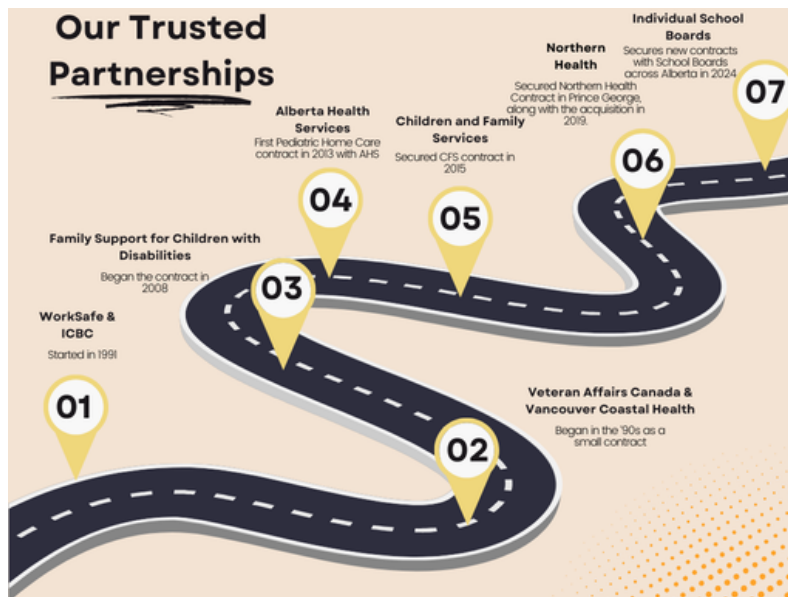 Our Trusted
Partnerships
01
WorkSafe &
ICBC
Started in 1991
02
Veteran Affairs Canada &
Vancouver Coastal Health
Began in the '90s as a
small contract
03
Family Support for Children with
Disabilities
Began the contract in
2008
04
Alberta Health
Services
First Pediatric Home Care
contract in 2013 with AHS
05
Children and Family
Services
Secured CFS contract in
2015
06
Northern
Health
Secured Northern Health
Contract in Prince George,
along with the acquisition in
2019.
07
Individual School
Boards
Secures new contracts
with School Boards
across Alberta in 2024